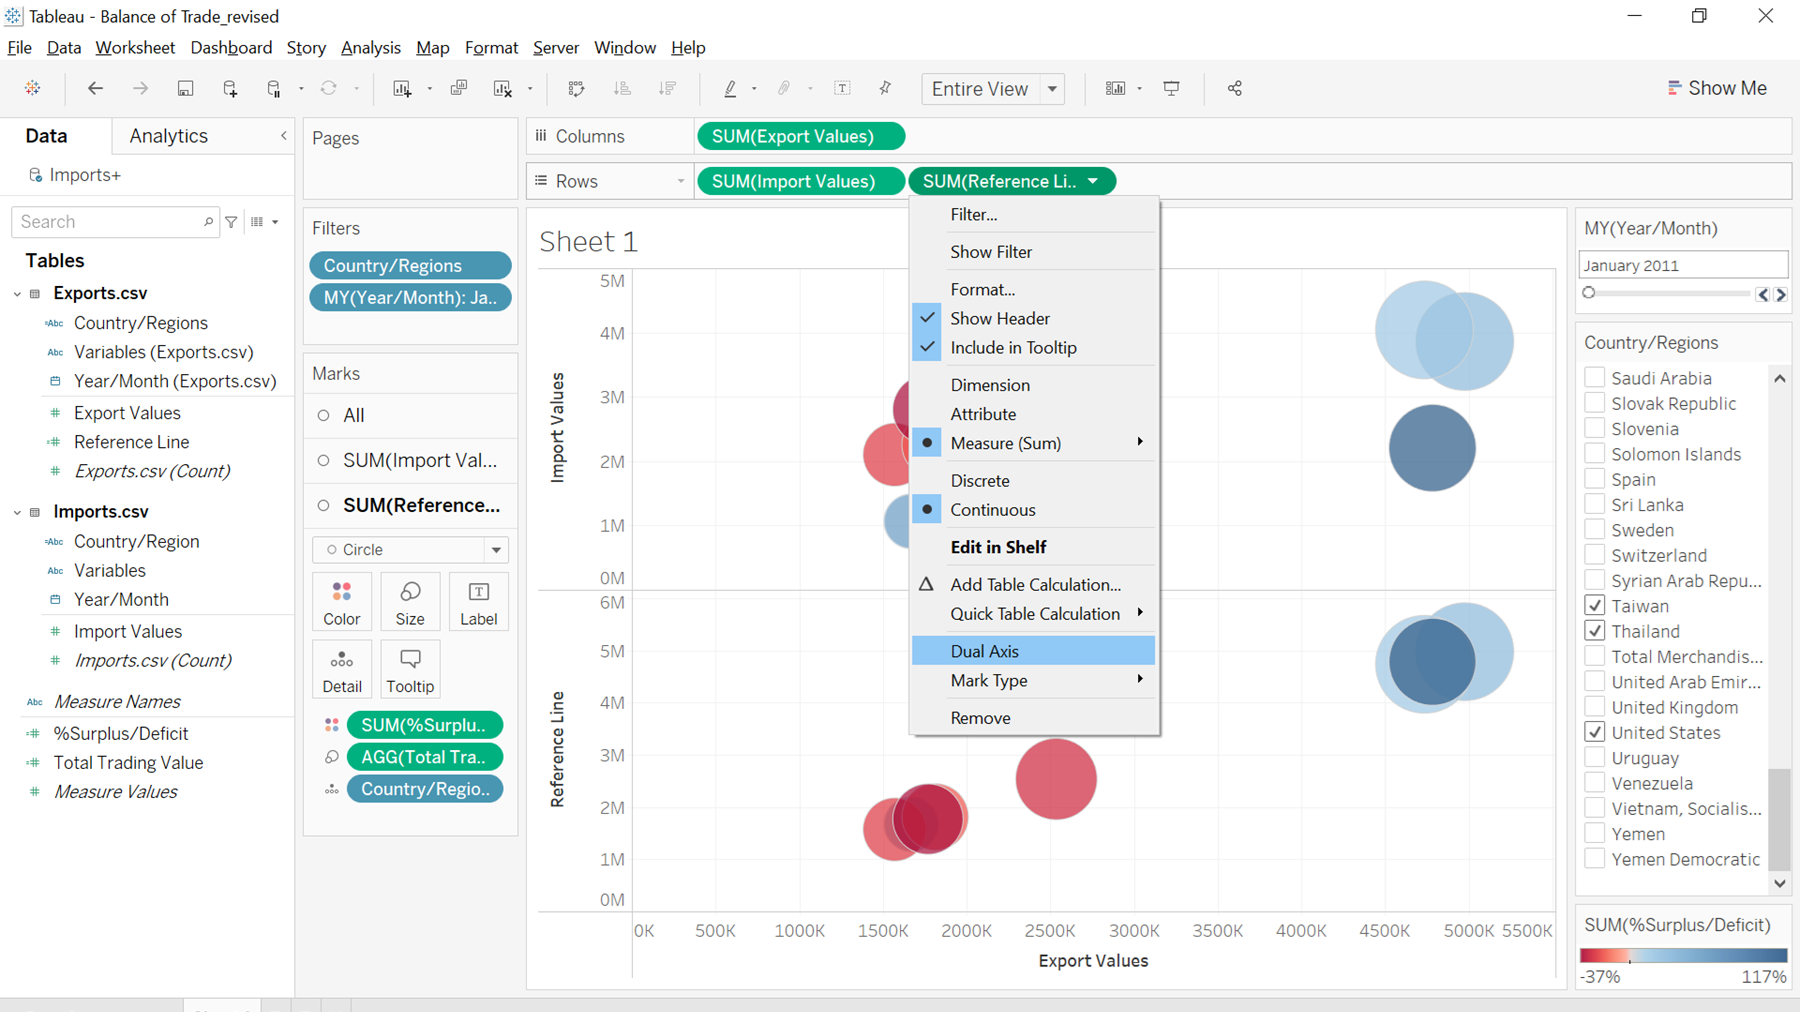 Tableau - Balance of Trade_revised
File Data Worksheet Dashboard Story Analysis Map Format Server Window Help
Entire View
Show Me
Data
Analytics
Imports+
Search
Tables
Exports.csv
Abc Country/Regions
Abc Variables (Exports.csv)
Year/Month (Exports.csv)
# Export Values
# Reference Line
# Exports.csv (Count)
Imports.csv
Abc Country/Region
Abc Variables
Year/Month
# Import Values
# Imports.csv (Count)
Abc Measure Names
# %Surplus/Deficit
# Total Trading Value
# Measure Values
Pages
Filters
Country/Regions
MY(Year/Month): Ja..
Marks
All
SUM(Import Val...
SUM(Reference...
Circle
Color
Size
T
Label
Detail
Tooltip
SUM(%Surplu..
AGG(Total Tra..
Country/Regio..
Columns
SUM(Export Values)
Rows
SUM(Import Values)
SUM(Reference Li..
Sheet 1
5M
4M
3M
2M
1M
0M
Import Values
6M
5M
4M
3M
2M
1M
0M
Reference Line
0K
500K
1000K
1500K
2000K
2500K
3000K
3500K
4000K
4500K
5000K
5500K
Export Values
Filter...
Show Filter
Format...
Show Header
Include in Tooltip
Dimension
Attribute
Measure (Sum)
Discrete
Continuous
Edit in Shelf
Add Table Calculation...
Quick Table Calculation
Dual Axis
Mark Type
Remove
MY(Year/Month)
January 2011
Country/Regions
Saudi Arabia
Slovak Republic
Slovenia
Solomon Islands
Spain
Sri Lanka
Sweden
Switzerland
Syrian Arab Repu...
Taiwan
Thailand
Total Merchandis...
United Arab Emir...
United Kingdom
United States
Uruguay
Venezuela
Vietnam, Socialis...
Yemen
Yemen Democratic
SUM(%Surplus/Deficit)
-37%
117%